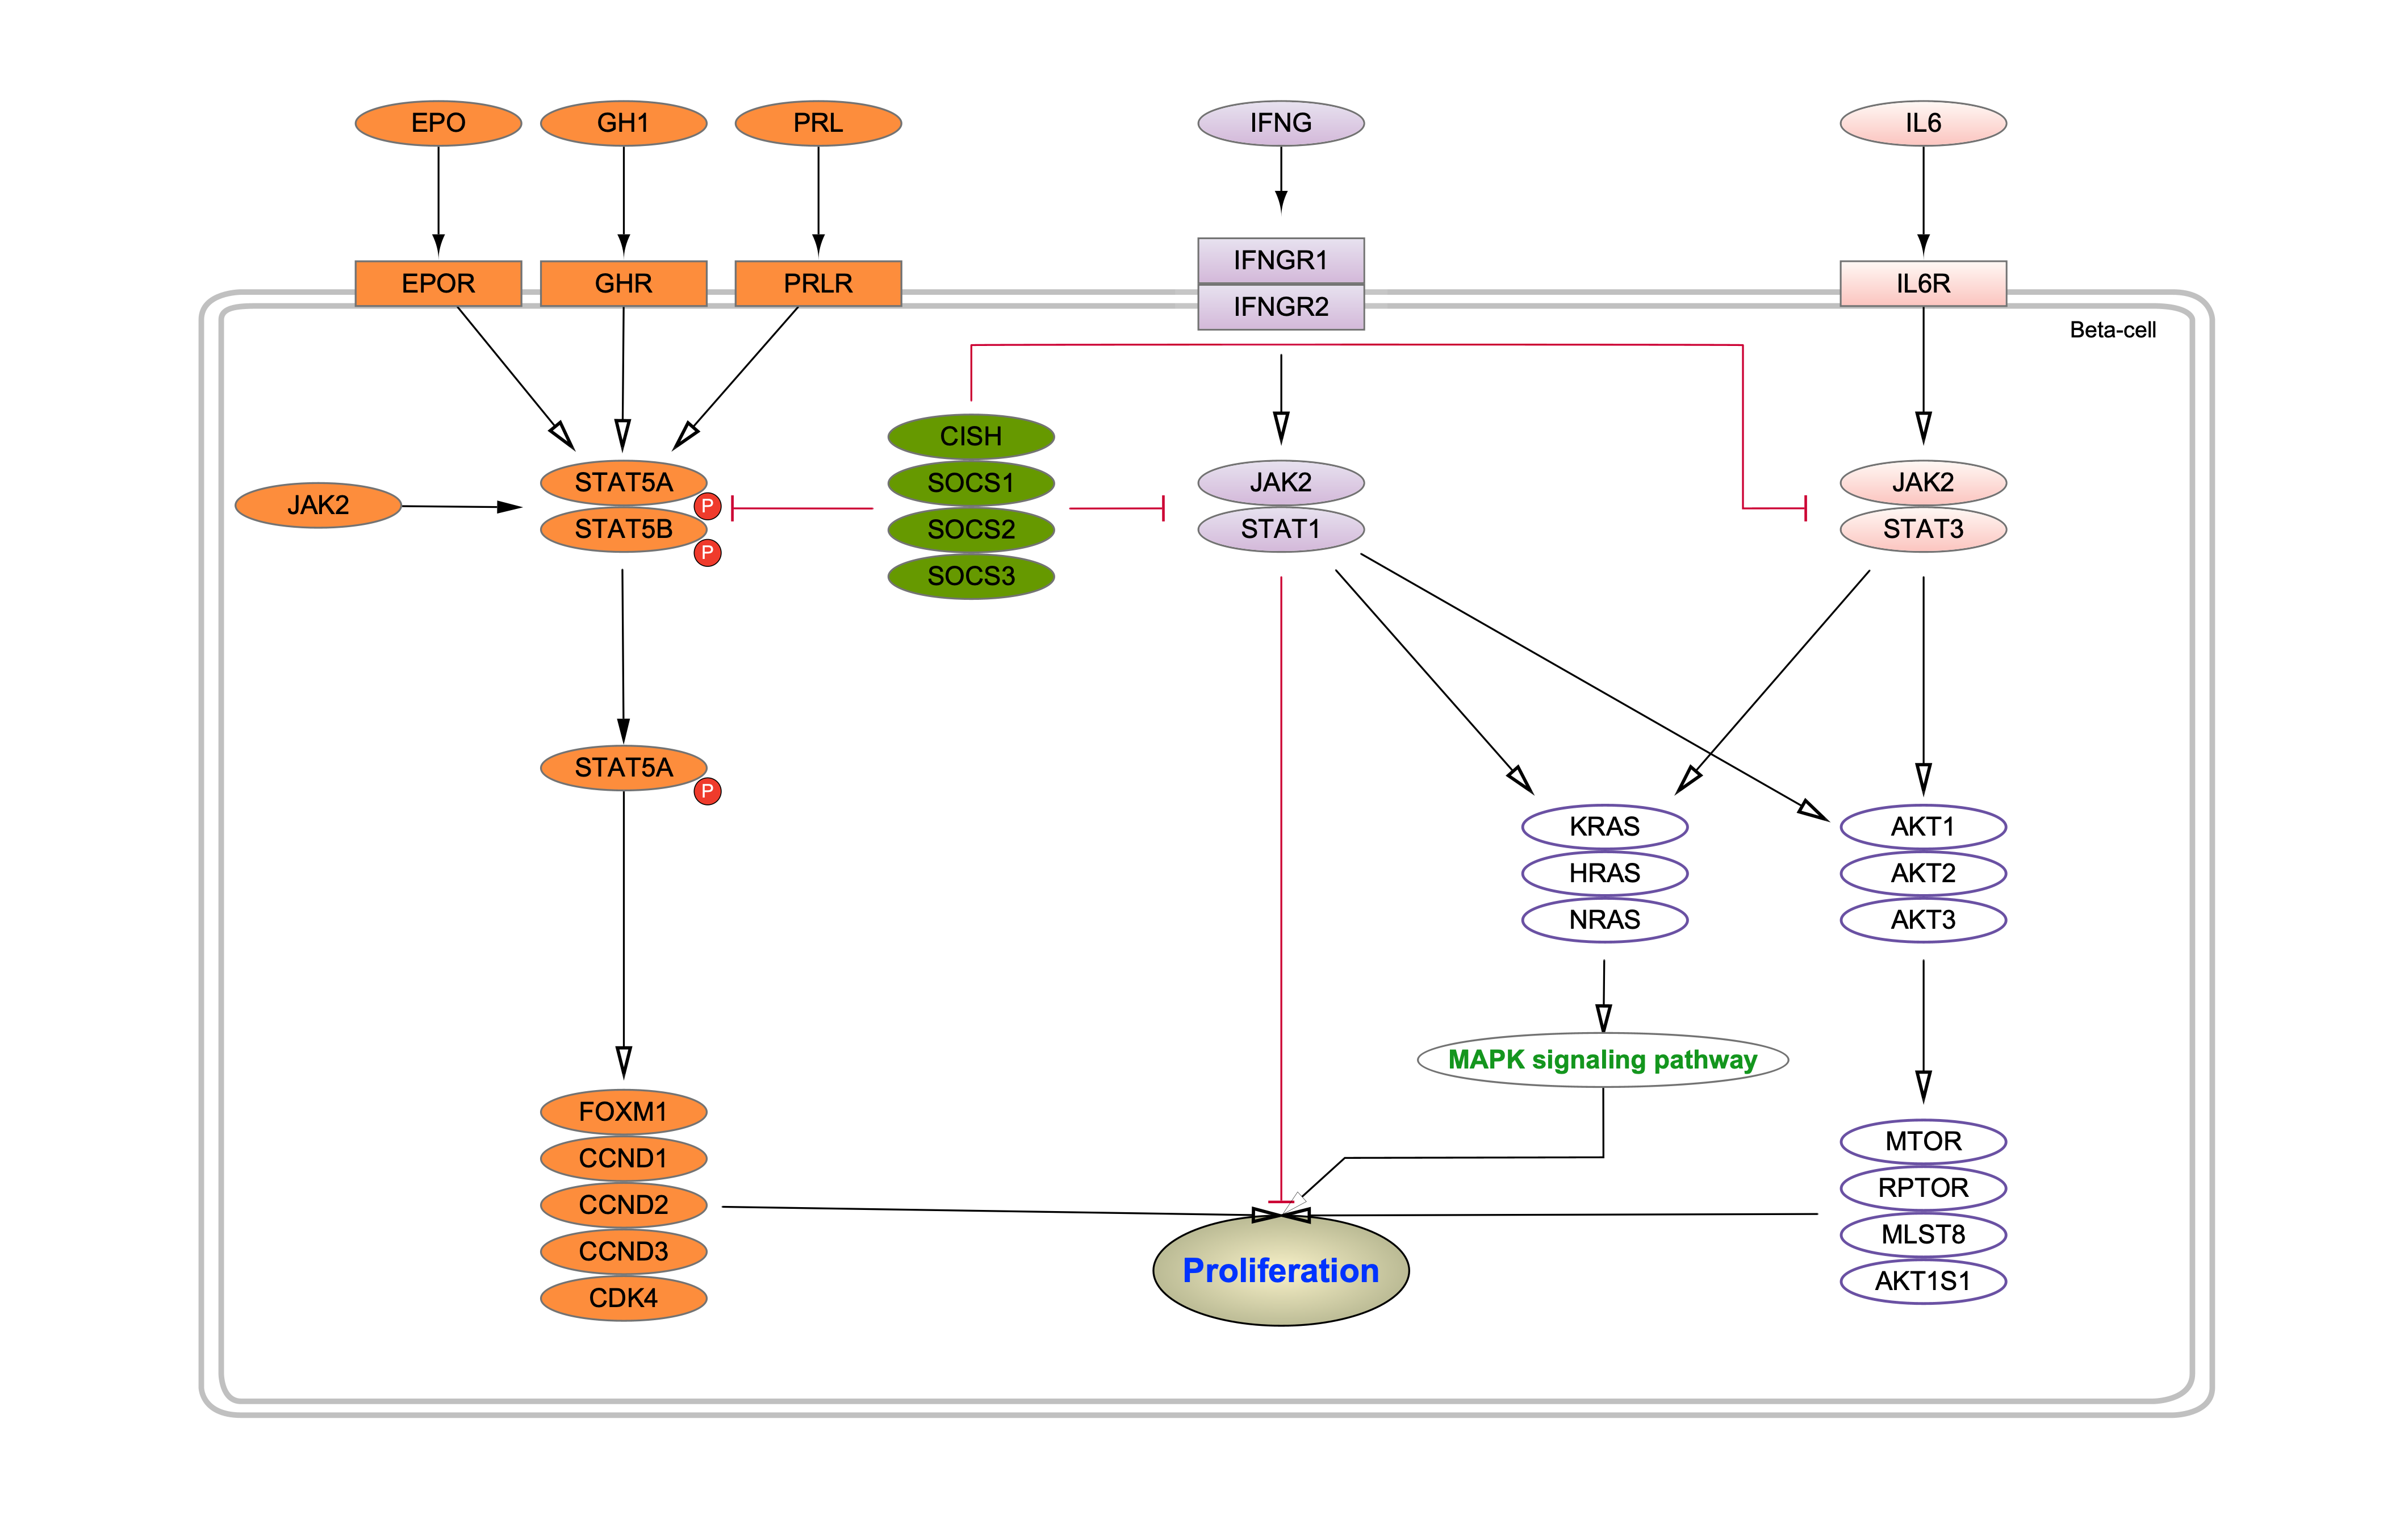 EPO
GH1
PRL
IFNG
IL6
EPOR
GHR
PRLR
IFNGR1
IFNGR2
IL6R
Beta-cell
JAK2
STAT5A
P
STAT5B
P
CISH
SOCS1
SOCS2
SOCS3
JAK2
STAT1
JAK2
STAT3
STAT5A
P
KRAS
HRAS
NRAS
AKT1
AKT2
AKT3
MAPK signaling pathway
FOXM1
CCND1
CCND2
CCND3
CDK4
Proliferation
MTOR
RPTOR
MLST8
AKT1S1